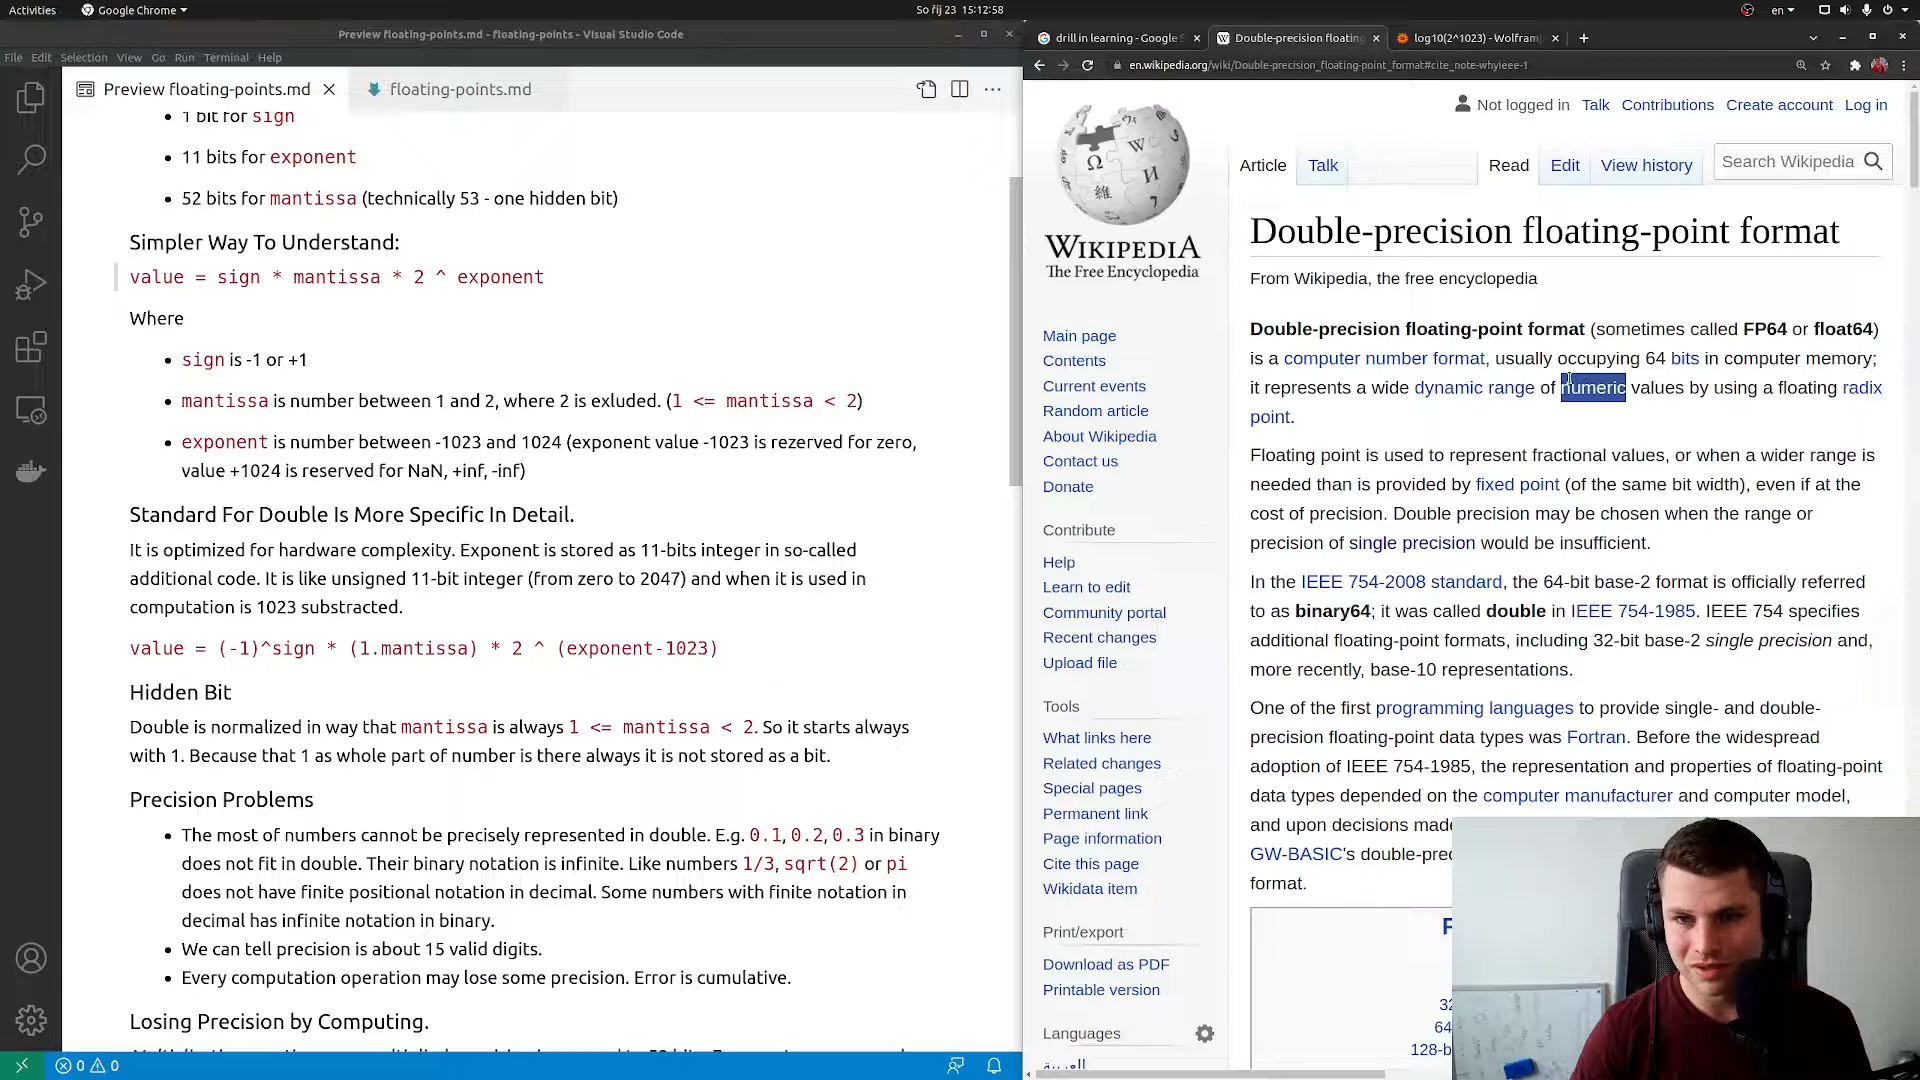 Activities
Google Chrome
So říj 23 15:12:58
en
Preview floating-points.md - floating-points - Visual Studio Code
File Edit Selection View Go Run Terminal Help
Preview floating-points.md
floating-points.md
1 bit for sign
11 bits for exponent
52 bits for mantissa (technically 53 - one hidden bit)
Simpler Way To Understand:
value = sign * mantissa * 2 ^ exponent
Where
sign is -1 or +1
mantissa is number between 1 and 2, where 2 is exluded. (1 <= mantissa < 2)
exponent is number between -1023 and 1024 (exponent value -1023 is rezerved for zero,
value +1024 is reserved for NaN, +inf, -inf)
Standard For Double Is More Specific In Detail.
It is optimized for hardware complexity. Exponent is stored as 11-bits integer in so-called
additional code. It is like unsigned 11-bit integer (from zero to 2047) and when it is used in
computation is 1023 substracted.
value = (-1)^sign * (1.mantissa) * 2 ^ (exponent-1023)
Hidden Bit
Double is normalized in way that mantissa is always 1 <= mantissa < 2. So it starts always
with 1. Because that 1 as whole part of number is there always it is not stored as a bit.
Precision Problems
The most of numbers cannot be precisely represented in double. E.g. 0.1, 0.2, 0.3 in binary
does not fit in double. Their binary notation is infinite. Like numbers 1/3, sqrt(2) or pi
does not have finite positional notation in decimal. Some numbers with finite notation in
decimal has infinite notation in binary.
We can tell precision is about 15 valid digits.
Every computation operation may lose some precision. Error is cumulative.
Losing Precision by Computing.
0 0
drill in learning - Google S
Double-precision floating
log10(2^1023) - Wolfram
en.wikipedia.org/wiki/Double-precision_floating-point_format#cite_note-whyieee-1
WIKIPEDIA
The Free Encyclopedia
Main page
Contents
Current events
Random article
About Wikipedia
Contact us
Donate
Contribute
Help
Learn to edit
Community portal
Recent changes
Upload file
Tools
What links here
Related changes
Special pages
Permanent link
Page information
Cite this page
Wikidata item
Print/export
Download as PDF
Printable version
Languages
العربية
Not logged in Talk Contributions Create account Log in
Article Talk Read Edit View history Search Wikipedia
Double-precision floating-point format
From Wikipedia, the free encyclopedia
Double-precision floating-point format (sometimes called FP64 or float64)
is a computer number format, usually occupying 64 bits in computer memory;
it represents a wide dynamic range of numeric values by using a floating radix
point.
Floating point is used to represent fractional values, or when a wider range is
needed than is provided by fixed point (of the same bit width), even if at the
cost of precision. Double precision may be chosen when the range or
precision of single precision would be insufficient.
In the IEEE 754-2008 standard, the 64-bit base-2 format is officially referred
to as binary64; it was called double in IEEE 754-1985. IEEE 754 specifies
additional floating-point formats, including 32-bit base-2 single precision and,
more recently, base-10 representations.
One of the first programming languages to provide single- and double-
precision floating-point data types was Fortran. Before the widespread
adoption of IEEE 754-1985, the representation and properties of floating-point
data types depended on the computer manufacturer and computer model,
and upon decisions made
GW-BASIC's double-prec
format.
F
32
64
128-b